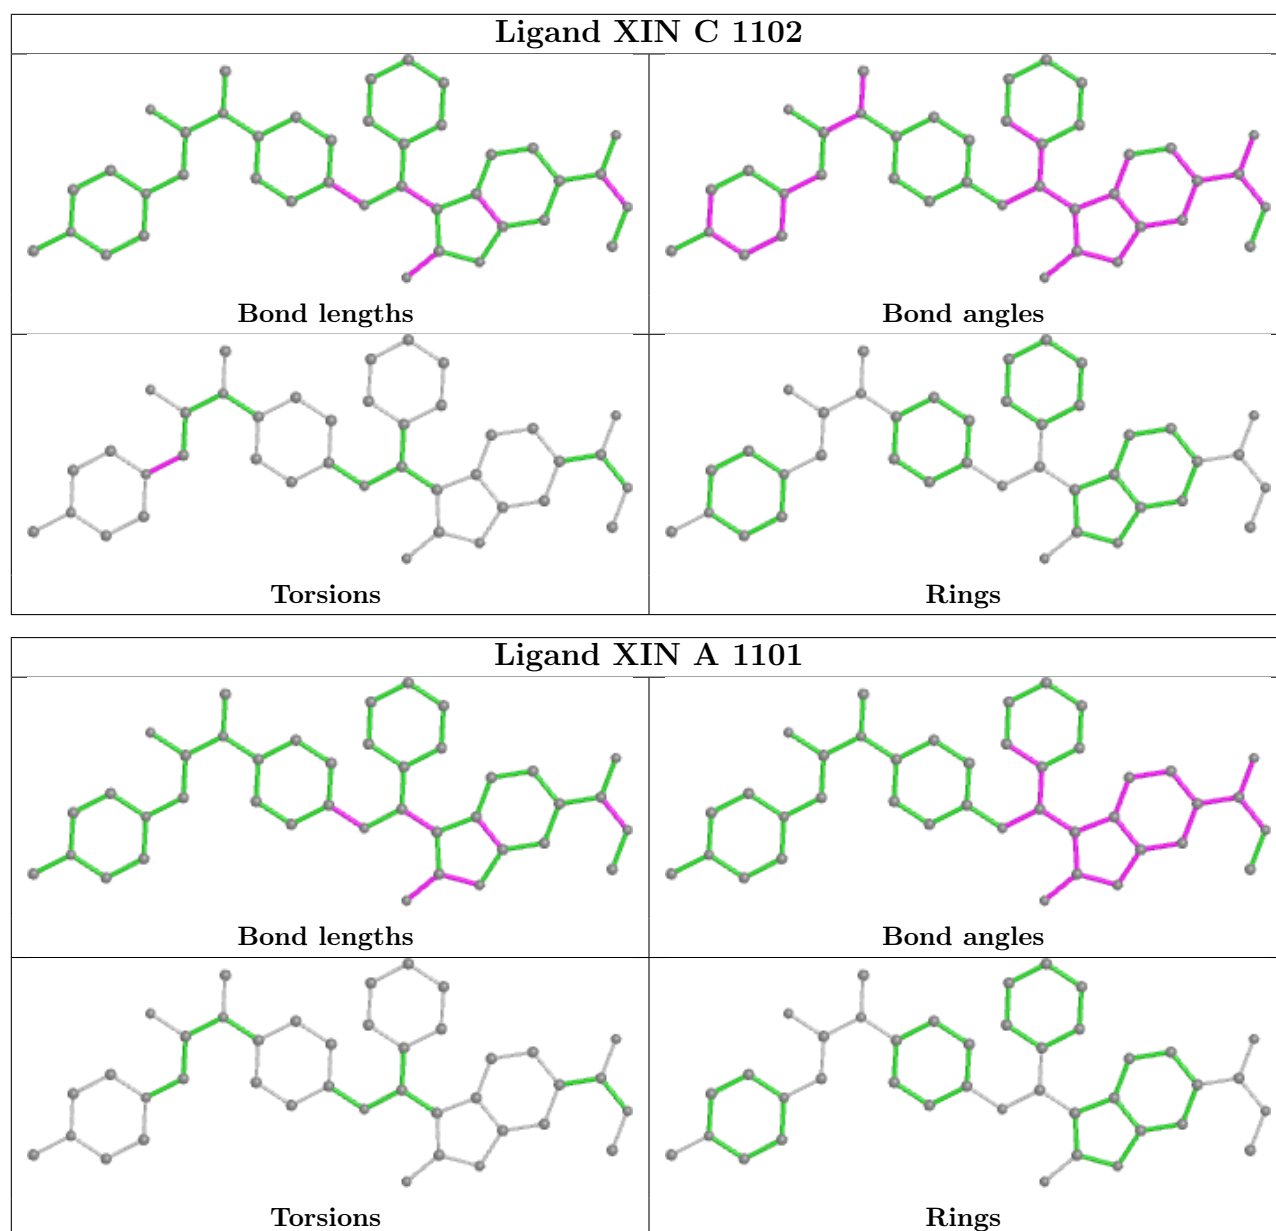 Ligand XIN C 1102
Bond lengths
Bond angles
Torsions
Rings
Ligand XIN A 1101
Bond lengths
Bond angles
Torsions
Rings